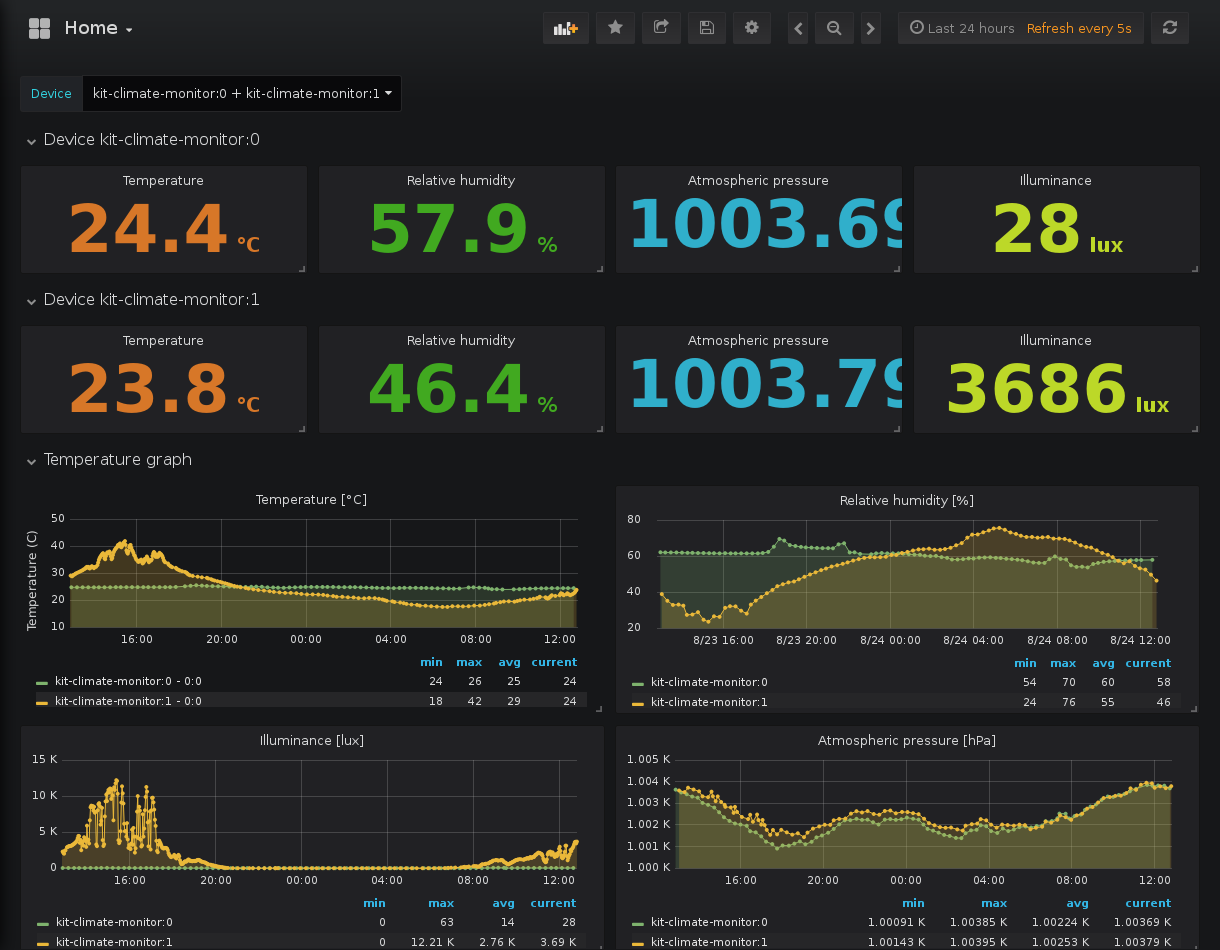 Home
Last 24 hours Refresh every 5s
Device kit-climate-monitor:0 + kit-climate-monitor:1
Device kit-climate-monitor:0
Temperature Relative humidity Atmospheric pressure Illuminance
24.4 °C 57.9 % 1003.69 28 lux
Device kit-climate-monitor:1
Temperature Relative humidity Atmospheric pressure Illuminance
23.8 °C 46.4 % 1003.79 3686 lux
Temperature graph
Temperature [°C]
Temperature (C)
50
40
30
20
10
16:00 20:00 00:00 04:00 08:00 12:00
min max avg current
kit-climate-monitor:0 - 0:0 24 26 25 24
kit-climate-monitor:1 - 0:0 18 42 29 24
Relative humidity [%]
80
60
40
20
8/23 16:00 8/23 20:00 8/24 00:00 8/24 04:00 8/24 08:00 8/24 12:00
min max avg current
kit-climate-monitor:0 54 70 60 58
kit-climate-monitor:1 24 76 55 46
Illuminance [lux]
15 K
10 K
5 K
0
16:00 20:00 00:00 04:00 08:00 12:00
min max avg current
kit-climate-monitor:0 0 63 14 28
kit-climate-monitor:1 0 12.21 K 2.76 K 3.69 K
Atmospheric pressure [hPa]
1.005 K
1.004 K
1.003 K
1.002 K
1.001 K
1.000 K
16:00 20:00 00:00 04:00 08:00 12:00
min max avg current
kit-climate-monitor:0 1.00091 K 1.00385 K 1.00224 K 1.00369 K
kit-climate-monitor:1 1.00143 K 1.00395 K 1.00253 K 1.00379 K